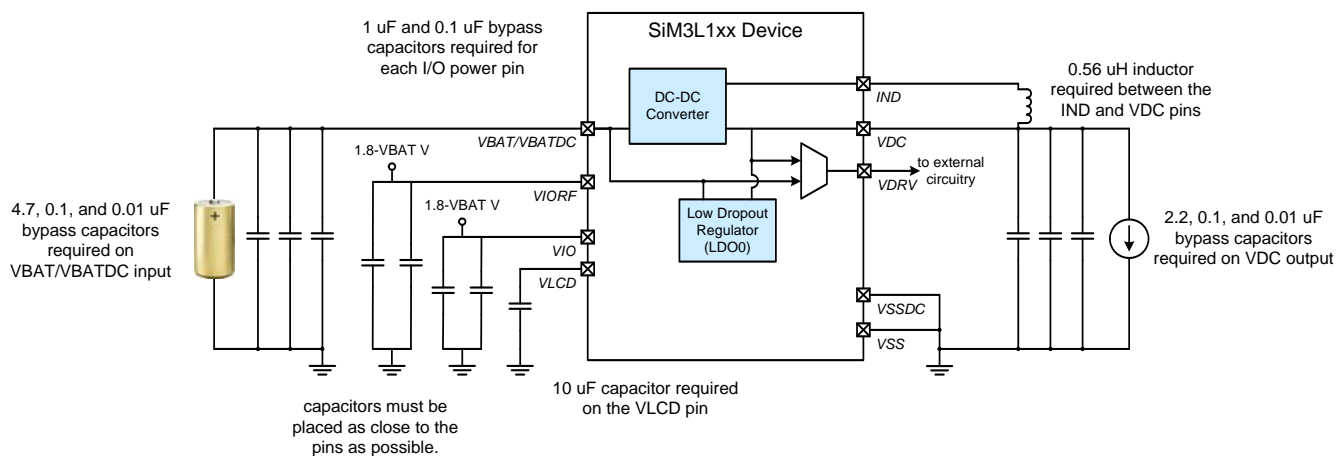 1 uF and 0.1 uF bypass
capacitors required for
each I/O power pin
SiM3L1xx Device
DC-DC
Converter
IND
0.56 uH inductor
required between the
IND and VDC pins
VBAT/VBATDC
VDC
1.8-VBAT V
VIORF
to external
circuitry
VDRV
4.7, 0.1, and 0.01 uF
bypass capacitors
required on
VBAT/VBATDC input
+
1.8-VBAT V
VIO
VLCD
Low Dropout
Regulator
(LDO0)
2.2, 0.1, and 0.01 uF
bypass capacitors
required on VDC output
VSSDC
VSS
10 uF capacitor required
on the VLCD pin
capacitors must be
placed as close to the
pins as possible.